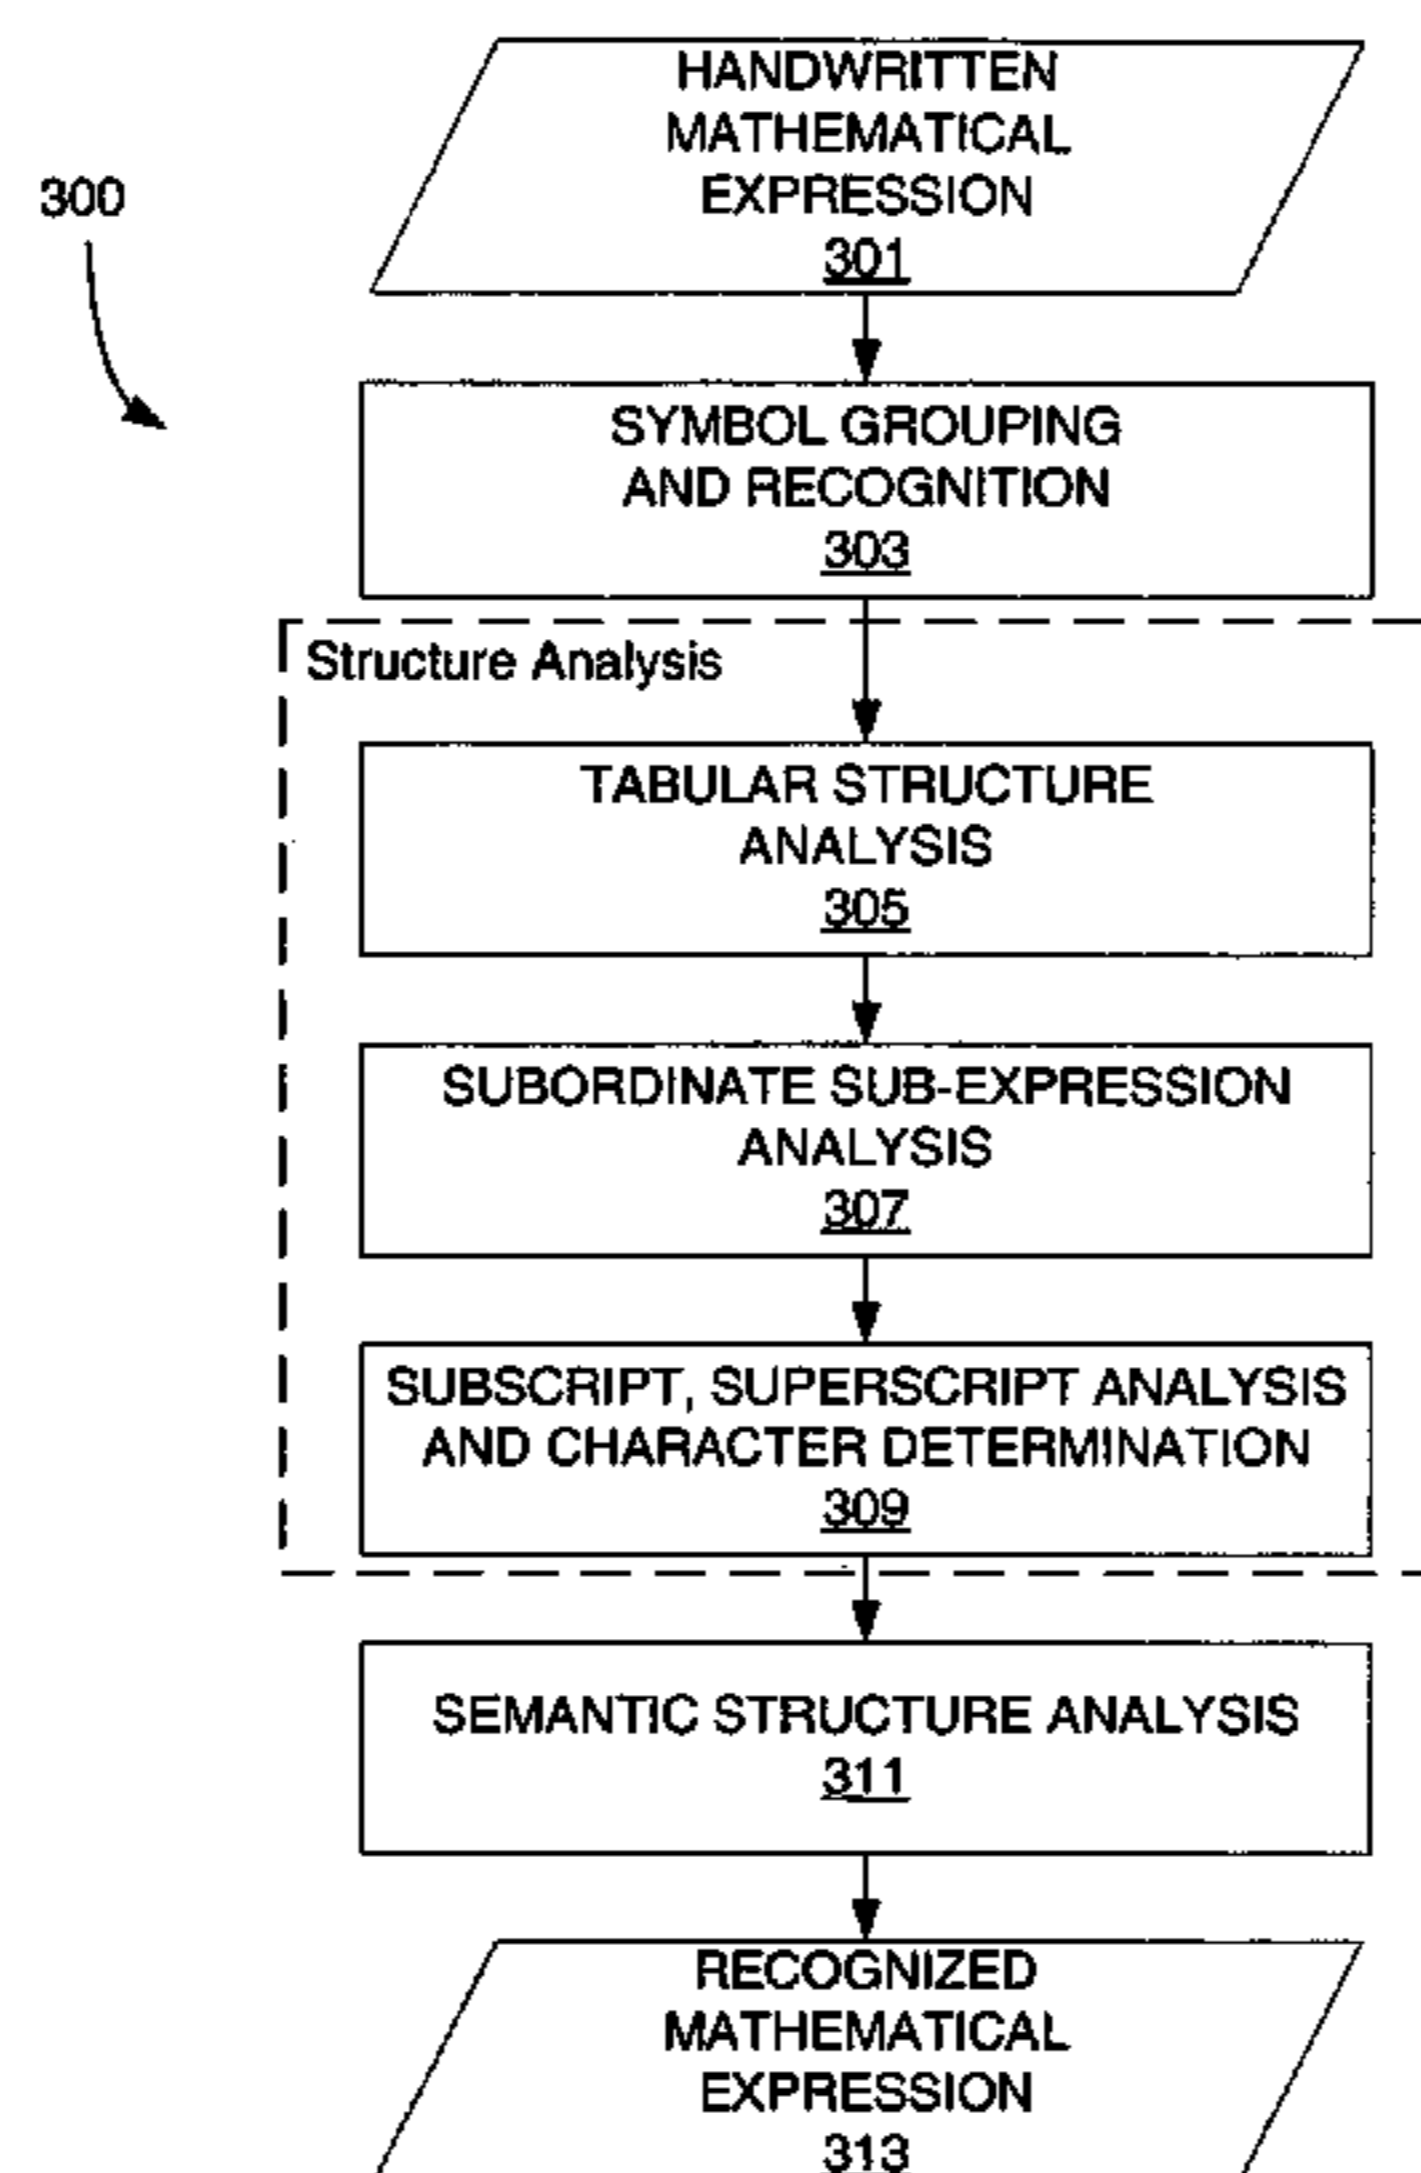 HANDWRITTEN
MATHEMATICAL
EXPRESSION
301
300
SYMBOL GROUPING
AND RECOGNITION
303
Structure Analysis
TABULAR STRUCTURE
ANALYSIS
305
SUBORDINATE SUB-EXPRESSION
ANALYSIS
307
SUBSCRIPT, SUPERSCRIPT ANALYSIS
AND CHARACTER DETERMINATION
309
SEMANTIC STRUCTURE ANALYSIS
311
RECOGNIZED
MATHEMATICAL
EXPRESSION
313